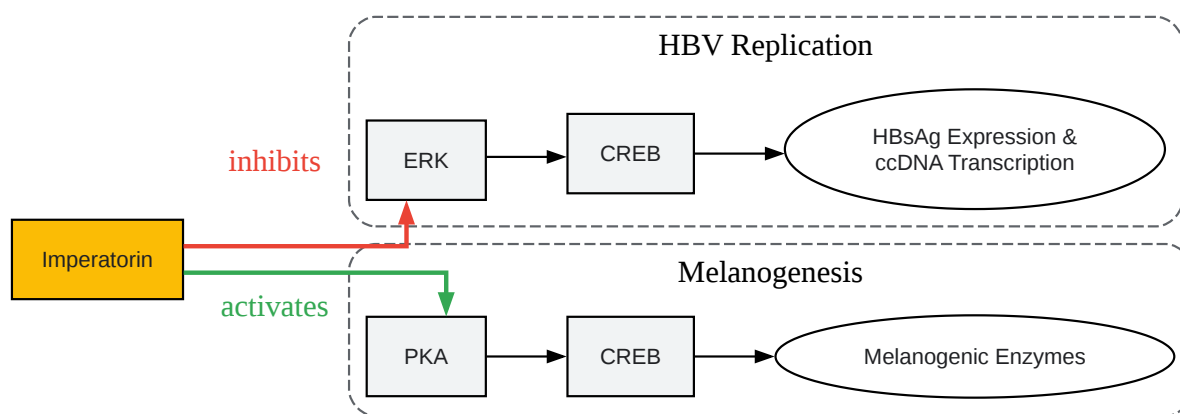 HBV Replication
inhibits
ERK
CREB
HBsAg Expression &
ccDNA Transcription
Imperatorin
activates
Melanogenesis
PKA
CREB
Melanogenic Enzymes